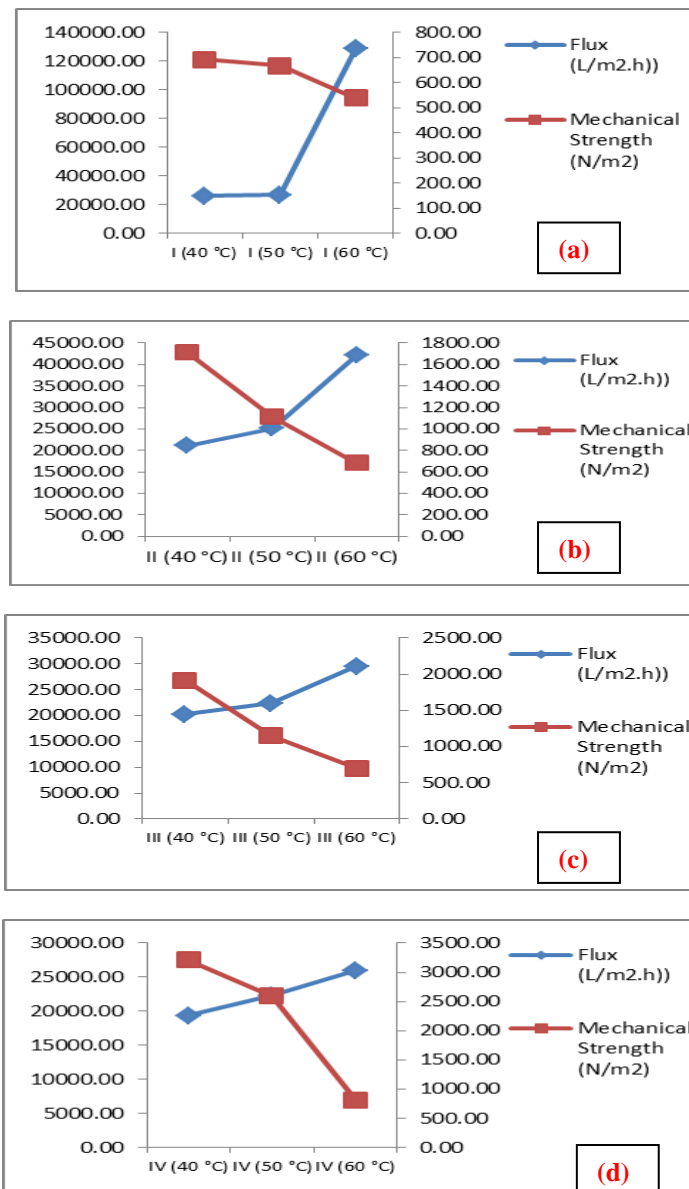 140000.00
120000.00
100000.00
80000.00
60000.00
40000.00
20000.00
0.00
800.00
700.00
600.00
500.00
400.00
300.00
200.00
100.00
0.00
I (40 °C) I (50 °C) I (60 °C)
Flux
(L/m2.h))
Mechanical
Strength
(N/m2)
(a)
45000.00
40000.00
35000.00
30000.00
25000.00
20000.00
15000.00
10000.00
5000.00
0.00
1800.00
1600.00
1400.00
1200.00
1000.00
800.00
600.00
400.00
200.00
0.00
II (40 °C) II (50 °C) II (60 °C)
Flux
(L/m2.h))
Mechanical
Strength
(N/m2)
(b)
35000.00
30000.00
25000.00
20000.00
15000.00
10000.00
5000.00
0.00
2500.00
2000.00
1500.00
1000.00
500.00
0.00
III (40 °C) III (50 °C) III (60 °C)
Flux
(L/m2.h))
Mechanical
Strength
(N/m2)
(c)
30000.00
25000.00
20000.00
15000.00
10000.00
5000.00
0.00
3500.00
3000.00
2500.00
2000.00
1500.00
1000.00
500.00
0.00
IV (40 °C) IV (50 °C) IV (60 °C)
Flux
(L/m2.h))
Mechanical
Strength
(N/m2)
(d)